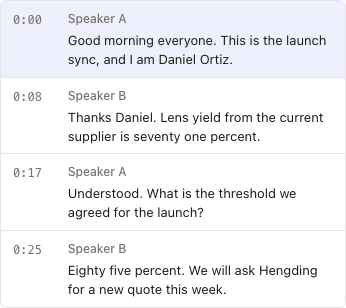 0:00
Speaker A
Good morning everyone. This is the launch
sync, and I am Daniel Ortiz.
0:08
Speaker B
Thanks Daniel. Lens yield from the current
supplier is seventy one percent.
0:17
Speaker A
Understood. What is the threshold we
agreed for the launch?
0:25
Speaker B
Eighty five percent. We will ask Hengding
for a new quote this week.